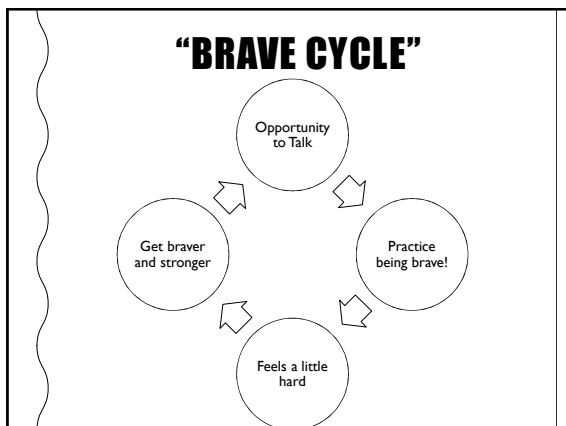 “BRAVE CYCLE”
Opportunity
to Talk
Practice
being brave!
Feels a little
hard
Get braver
and stronger